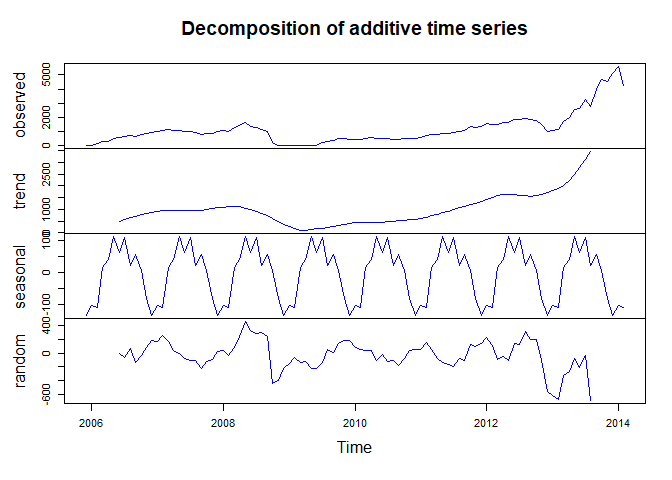 Decomposition of additive time series
observed
0 2000 5000
trend
0 1000 2500
seasonal
-100 0 100
random
-600 0 400
2006 2008 2010 2012 2014
Time